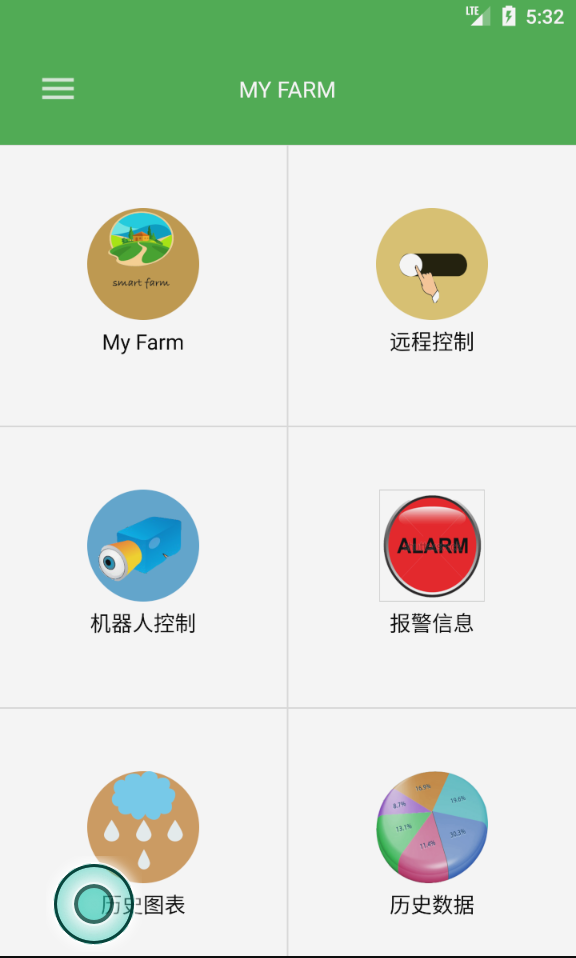 LTE 5:32
MY FARM
smart farm
My Farm
远程控制
机器人控制
ALARM
报警信息
历史图表
16.9%
19.6%
8.7%
13.1%
11.4%
30.3%
历史数据